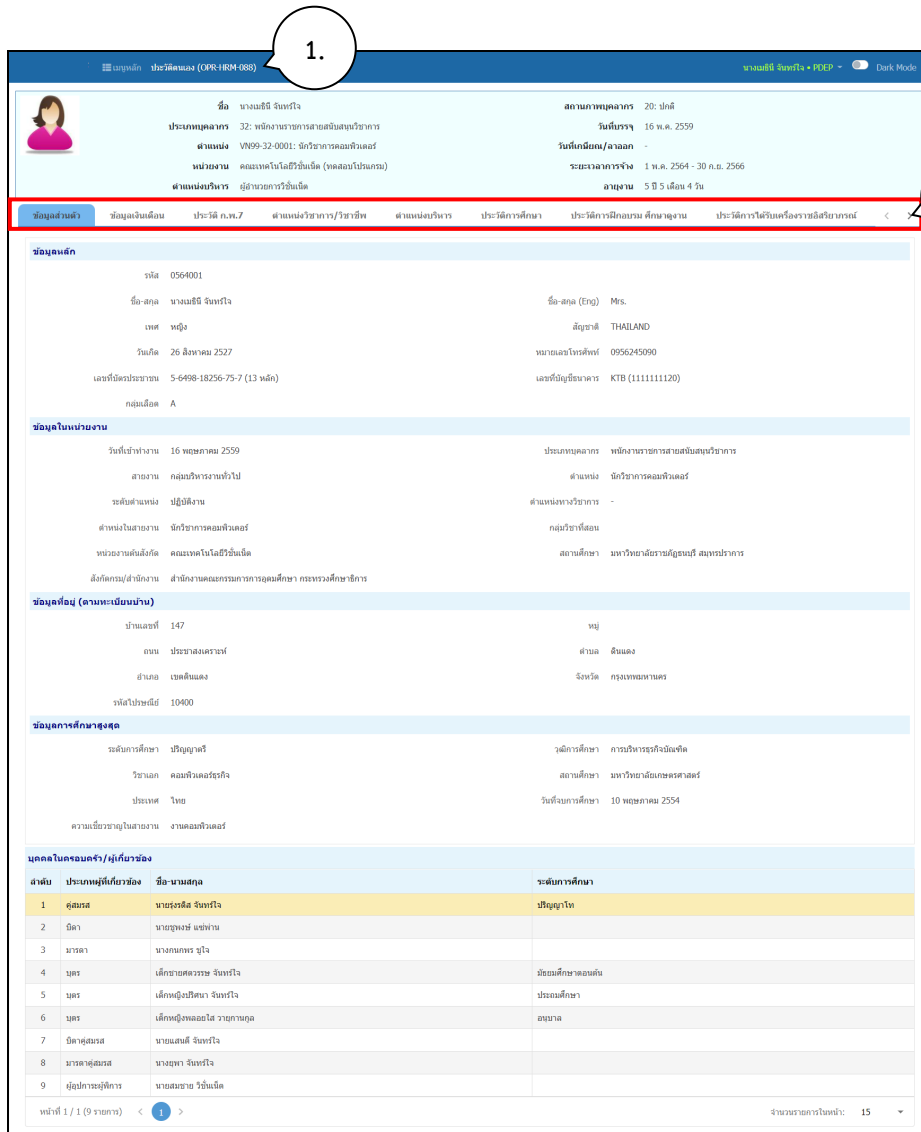 1.
เมนูหลัก ประวัติตนเอง (OPR-HRM-088) นางเมธินี จันทร์ใจ • PDEP Dark Mode
ชื่อ นางเมธินี จันทร์ใจ สถานภาพบุคลากร 20: ปกติ
ประเภทบุคลากร 32: พนักงานราชการสายสนับสนุนวิชาการ วันที่บรรจุ 16 พ.ค. 2559
ตำแหน่ง VN99-32-0001: นักวิชาการคอมพิวเตอร์ วันที่เกษียณ/ลาออก -
หน่วยงาน คณะเทคโนโลยีวิชั่นเน็ต (ทดสอบโปรแกรม) ระยะเวลาการจ้าง 1 พ.ค. 2564 - 30 ก.ย. 2566
ตำแหน่งบริหาร ผู้อำนวยการวิชั่นเน็ต อายุงาน 5 ปี 5 เดือน 4 วัน
ข้อมูลส่วนตัว ข้อมูลเงินเดือน ประวัติ ก.พ.7 ตำแหน่งวิชาการ/วิชาชีพ ตำแหน่งบริหาร ประวัติการศึกษา ประวัติการฝึกอบรม ศึกษาดูงาน ประวัติการได้รับเครื่องราชอิสริยาภรณ์
ข้อมูลหลัก
รหัส 0564001
ชื่อ-สกุล นางเมธินี จันทร์ใจ ชื่อ-สกุล (Eng) Mrs.
เพศ หญิง สัญชาติ THAILAND
วันเกิด 26 สิงหาคม 2527 หมายเลขโทรศัพท์ 0956245090
เลขที่บัตรประชาชน 5-6498-18256-75-7 (13 หลัก) เลขที่บัญชีธนาคาร KTB (1111111120)
กลุ่มเลือด A
ข้อมูลในหน่วยงาน
วันที่เข้าทำงาน 16 พฤษภาคม 2559 ประเภทบุคลากร พนักงานราชการสายสนับสนุนวิชาการ
สายงาน กลุ่มบริหารงานทั่วไป ตำแหน่ง นักวิชาการคอมพิวเตอร์
ระดับตำแหน่ง ปฏิบัติงาน ตำแหน่งทางวิชาการ -
ตำหน่งในสายงาน นักวิชาการคอมพิวเตอร์ กลุ่มวิชาที่สอน
หน่วยงานต้นสังกัด คณะเทคโนโลยีวิชั่นเน็ต สถานศึกษา มหาวิทยาลัยราชภัฏธนบุรี สมุทรปราการ
สังกัดกรม/สำนักงาน สำนักงานคณะกรรมการการอุดมศึกษา กระทรวงศึกษาธิการ
ข้อมูลที่อยู่ (ตามทะเบียนบ้าน)
บ้านเลขที่ 147 หมู่
ถนน ประชาสงเคราะห์ ตำบล ดินแดง
อำเภอ เขตดินแดง จังหวัด กรุงเทพมหานคร
รหัสไปรษณีย์ 10400
ข้อมูลการศึกษาสูงสุด
ระดับการศึกษา ปริญญาตรี วุฒิการศึกษา การบริหารธุรกิจบัณฑิต
วิชาเอก คอมพิวเตอร์ธุรกิจ สถานศึกษา มหาวิทยาลัยเกษตรศาสตร์
ประเทศ ไทย วันที่จบการศึกษา 10 พฤษภาคม 2554
ความเชี่ยวชาญในสายงาน งานคอมพิวเตอร์
บุคคลในครอบครัว/ผู้เกี่ยวข้อง
ลำดับ ประเภทผู้ที่เกี่ยวข้อง ชื่อ-นามสกุล ระดับการศึกษา
1 คู่สมรส นายรุ่งรดิส จันทร์ใจ ปริญญาโท
2 บิดา นายชูพงษ์ แซ่ฟาน
3 มารดา นางกนกพร ชูใจ
4 บุตร เด็กชายศตวรรษ จันทร์ใจ มัธยมศึกษาตอนต้น
5 บุตร เด็กหญิงปริศนา จันทร์ใจ ประถมศึกษา
6 บุตร เด็กหญิงพลอยใส วายุกานกุล อนุบาล
7 บิดาคู่สมรส นายแสนดี จันทร์ใจ
8 มารดาคู่สมรส นางยุพา จันทร์ใจ
9 ผู้อุปการะผู้พิการ นายสมชาย วิชั่นเน็ต
หน้าที่ 1 / 1 (9 รายการ) 1 จำนวนรายการในหน้า: 15